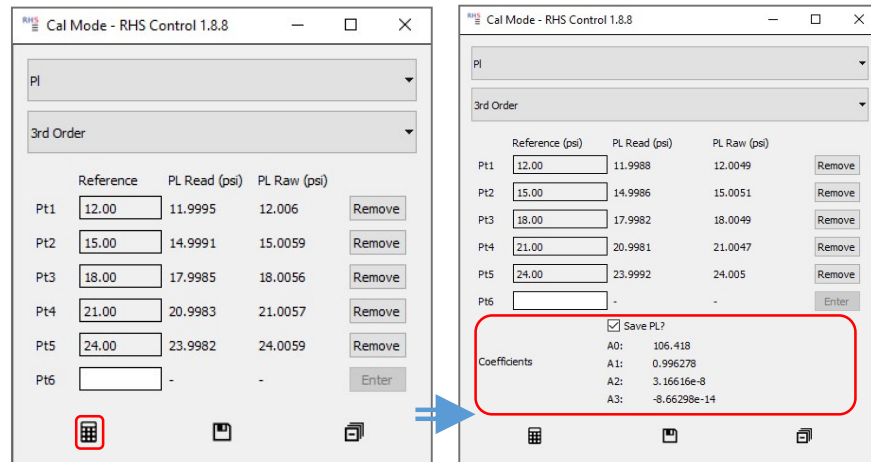 RHS Cal Mode - RHS Control 1.8.8
Pl
3rd Order
Reference PL Read (psi) PL Raw (psi)
Pt1 12.00 11.9995 12.006 Remove
Pt2 15.00 14.9991 15.0059 Remove
Pt3 18.00 17.9985 18.0056 Remove
Pt4 21.00 20.9983 21.0057 Remove
Pt5 24.00 23.9982 24.0059 Remove
Pt6 - - Enter
RHS Cal Mode - RHS Control 1.8.8
Pl
3rd Order
Reference (psi) PL Read (psi) PL Raw (psi)
Pt1 12.00 11.9988 12.0049 Remove
Pt2 15.00 14.9986 15.0051 Remove
Pt3 18.00 17.9982 18.0049 Remove
Pt4 21.00 20.9981 21.0047 Remove
Pt5 24.00 23.9992 24.005 Remove
Pt6 - - Enter
Save PL?
A0: 106.418
Coefficients
A1: 0.996278
A2: 3.16616e-8
A3: -8.66298e-14